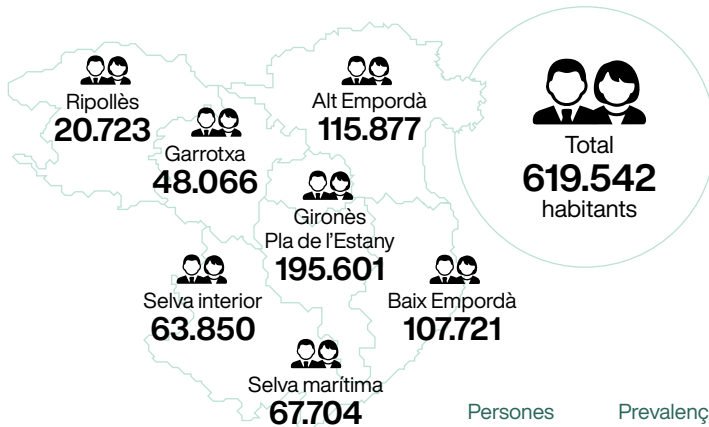 Ripollès
20.723
Alt Empordà
115.877
Total
619.542
habitants
Garrotxa
48.066
Gironès
Pla de l'Estany
195.601
Selva interior
63.850
Baix Empordà
107.721
Selva marítima
67.704
Persones